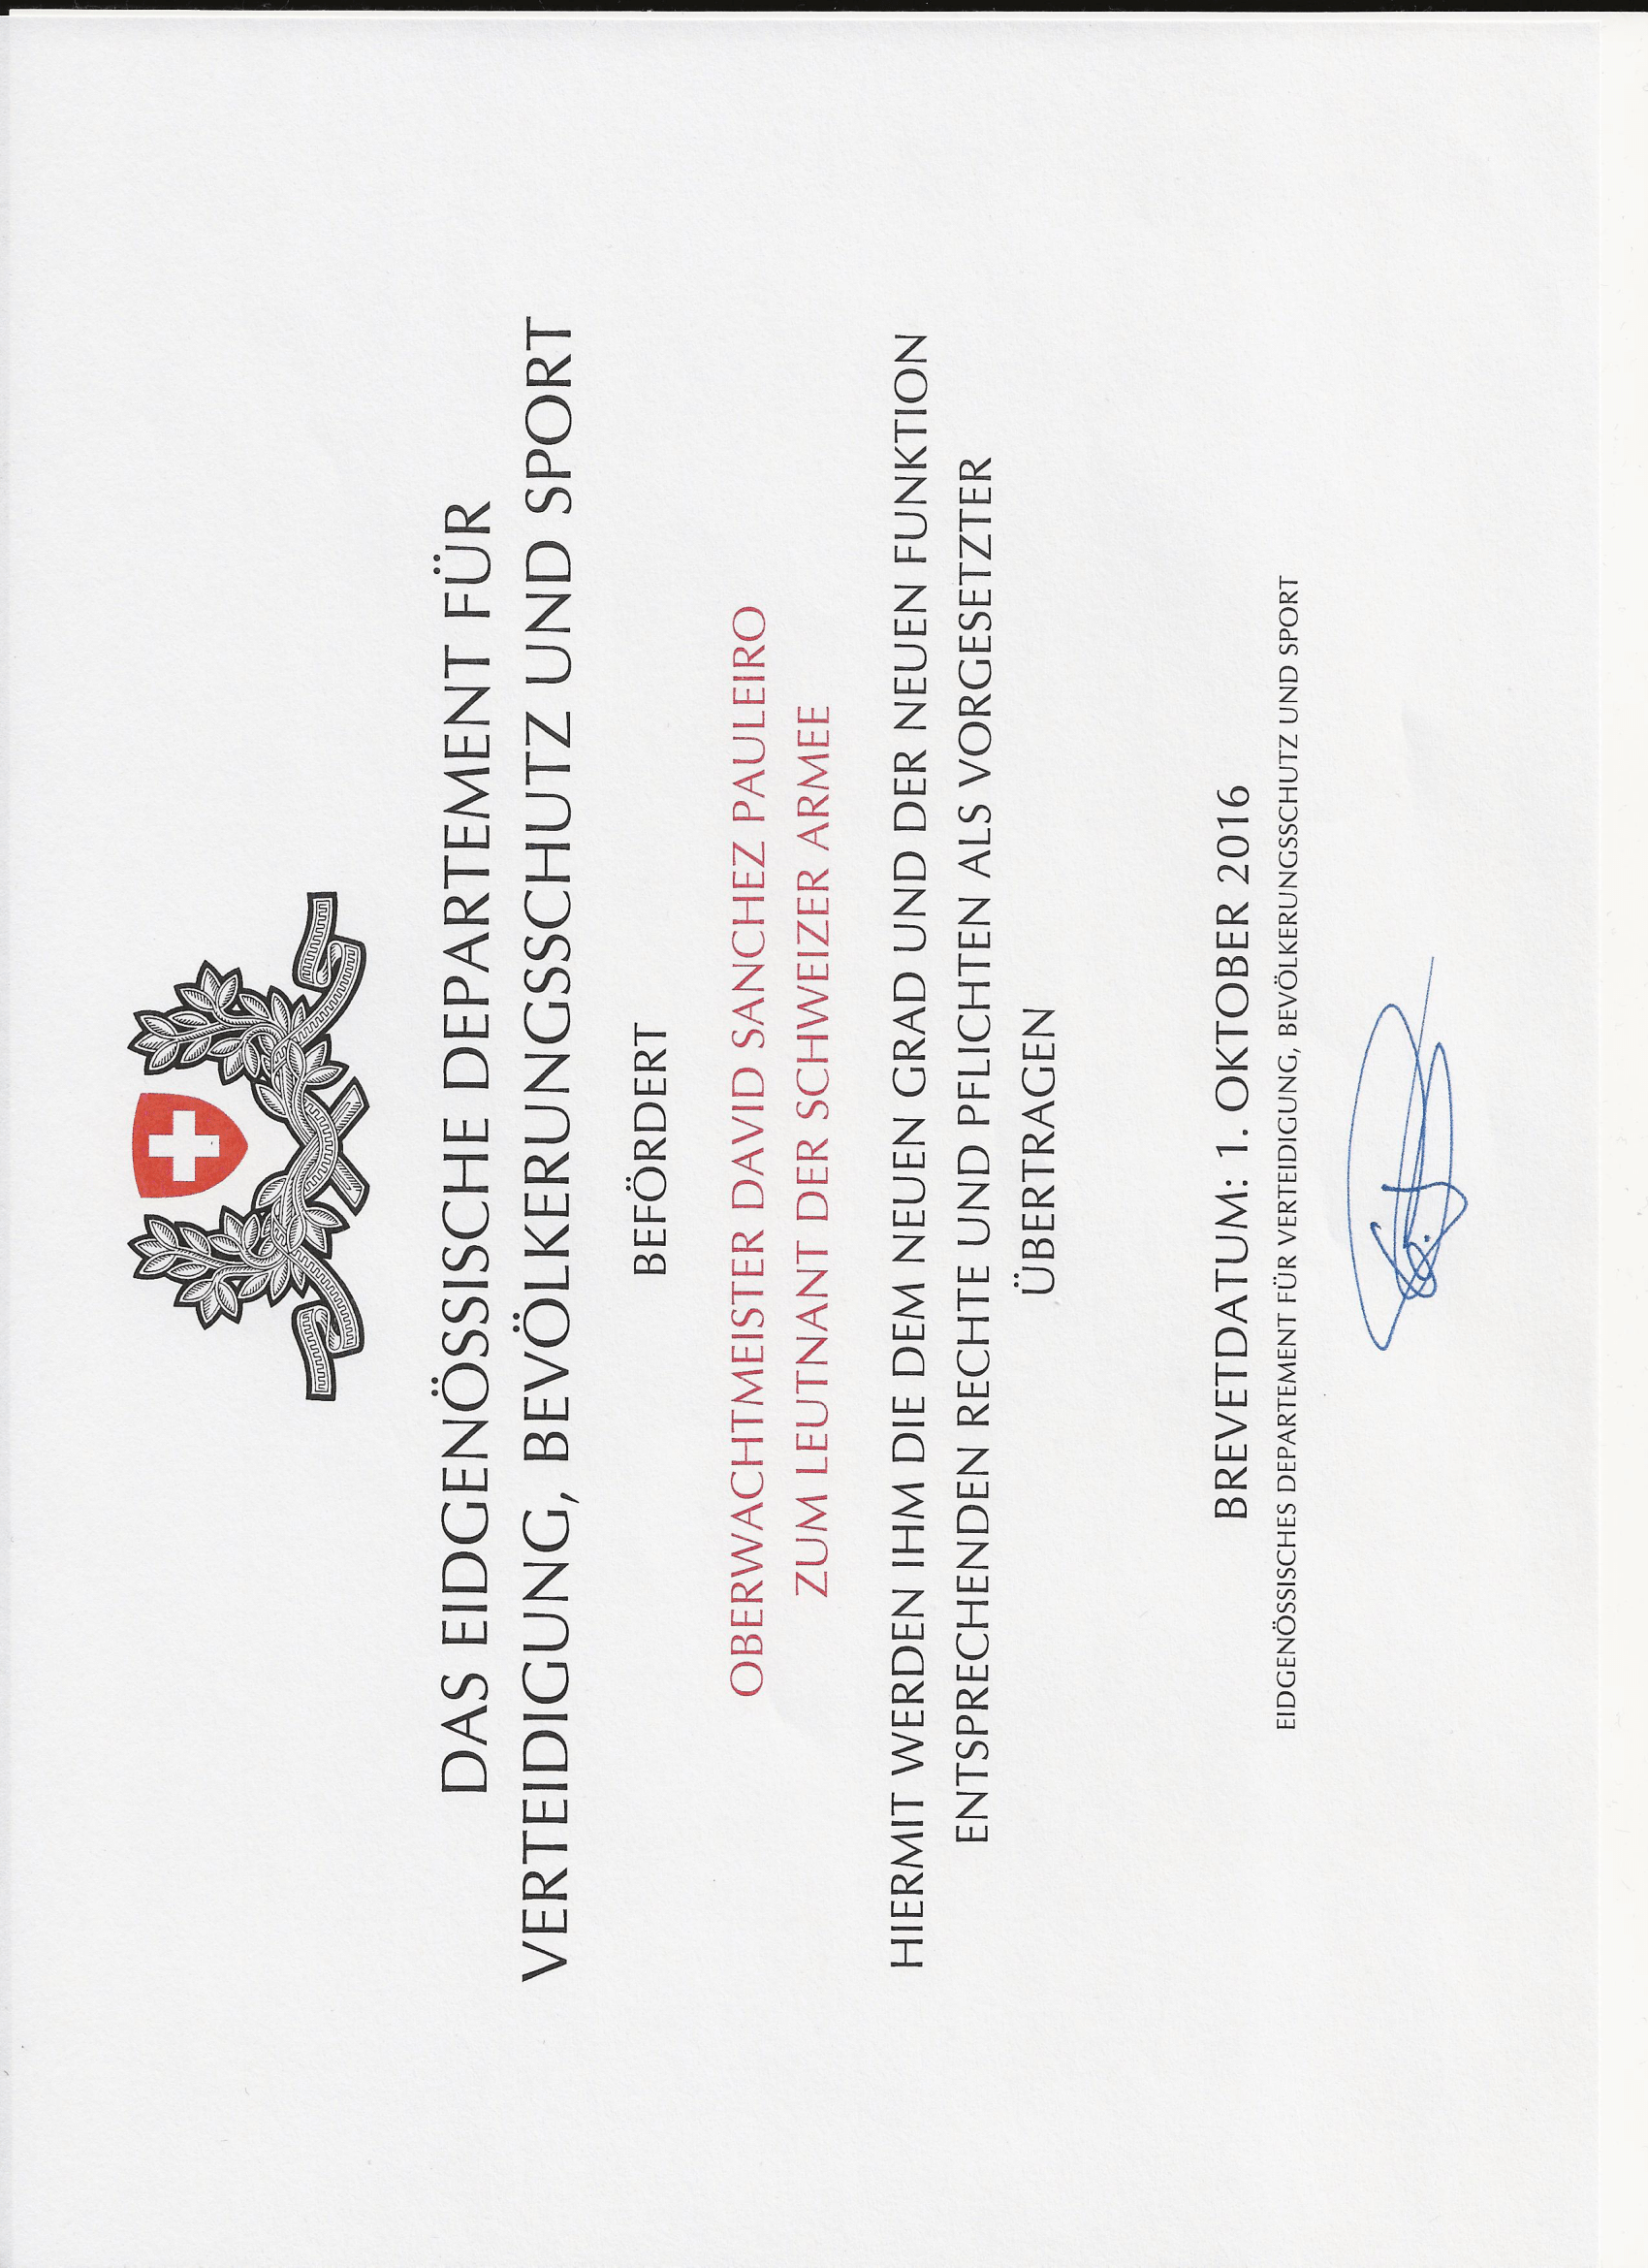 DAS EIDGENÖSSISCHE DEPARTEMENT FÜR
VERTEIDIGUNG, BEVÖLKERUNGSSCHUTZ UND SPORT
BEFÖRDERT
OBERWACHTMEISTER DAVID SANCHEZ PAULEIRO
ZUM LEUTNANT DER SCHWEIZER ARMEE
HIERMIT WERDEN IHM DIE DEM NEUEN GRAD UND DER NEUEN FUNKTION
ENTSPRECHENDEN RECHTE UND PFLICHTEN ALS VORGESETZTER
ÜBERTRAGEN
BREVETDATUM: 1. OKTOBER 2016
EIDGENÖSSISCHES DEPARTEMENT FÜR VERTEIDIGUNG, BEVÖLKERUNGSSCHUTZ UND SPORT